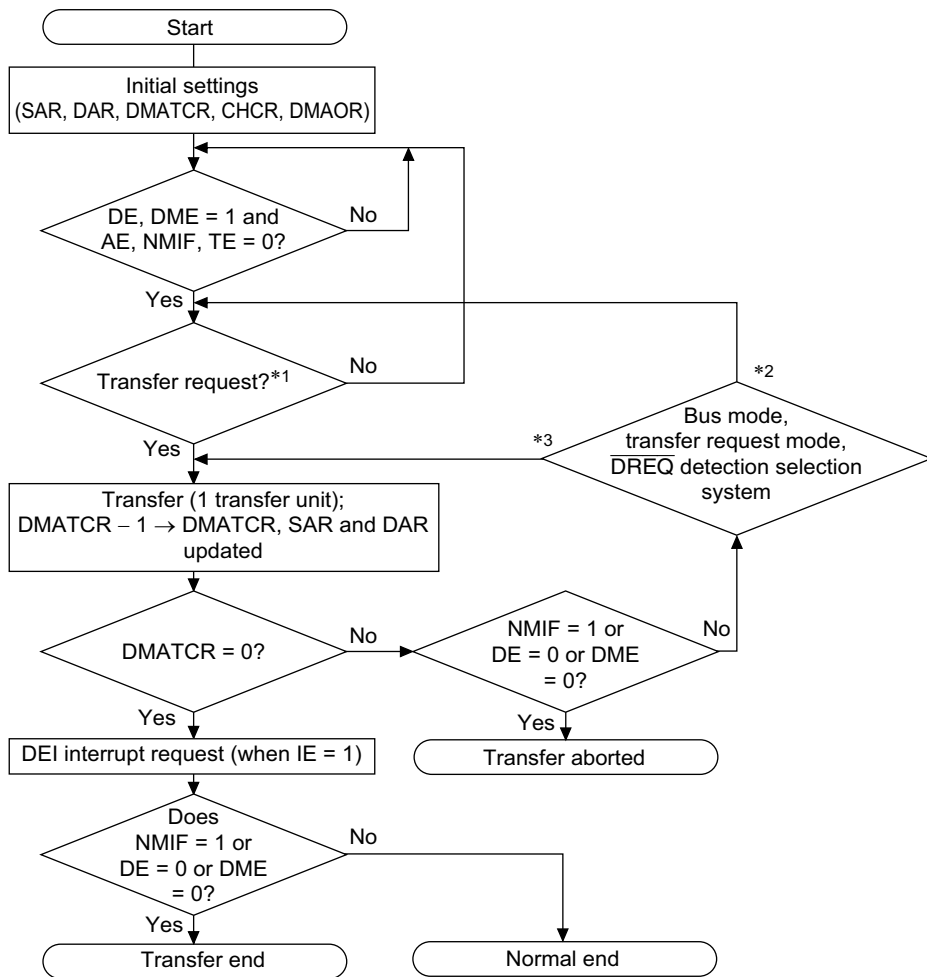 Start
Initial settings
(SAR, DAR, DMATCR, CHCR, DMAOR)
DE, DME = 1 and
AE, NMIF, TE = 0?
No
Yes
Transfer request?*1
No
Yes
*2
Bus mode,
transfer request mode,
DREQ detection selection
system
*3
Transfer (1 transfer unit);
DMATCR – 1 → DMATCR, SAR and DAR
updated
DMATCR = 0?
No
Yes
NMIF = 1 or
DE = 0 or DME
= 0?
No
Yes
Transfer aborted
DEI interrupt request (when IE = 1)
Does
NMIF = 1 or
DE = 0 or DME
= 0?
No
Yes
Transfer end
Normal end